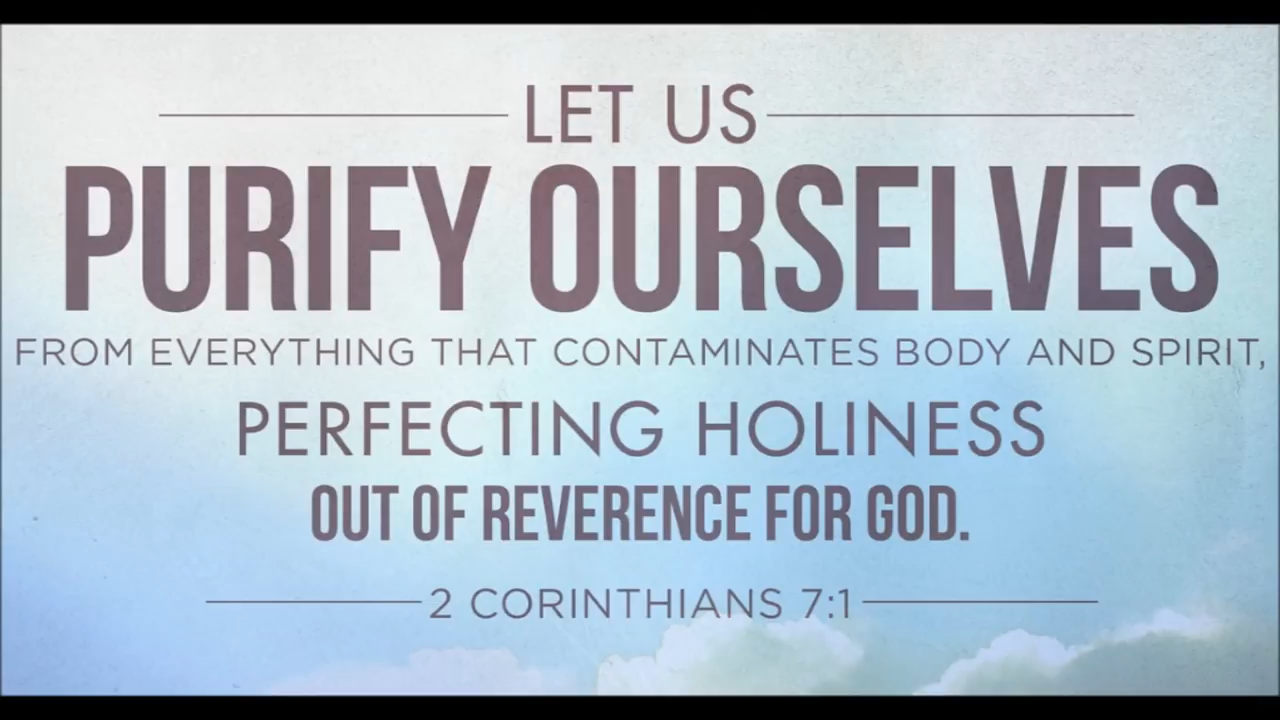 LET US
PURIFY OURSELVES
FROM EVERYTHING THAT CONTAMINATES BODY AND SPIRIT,
PERFECTING HOLINESS
OUT OF REVERENCE FOR GOD.
2 CORINTHIANS 7:1